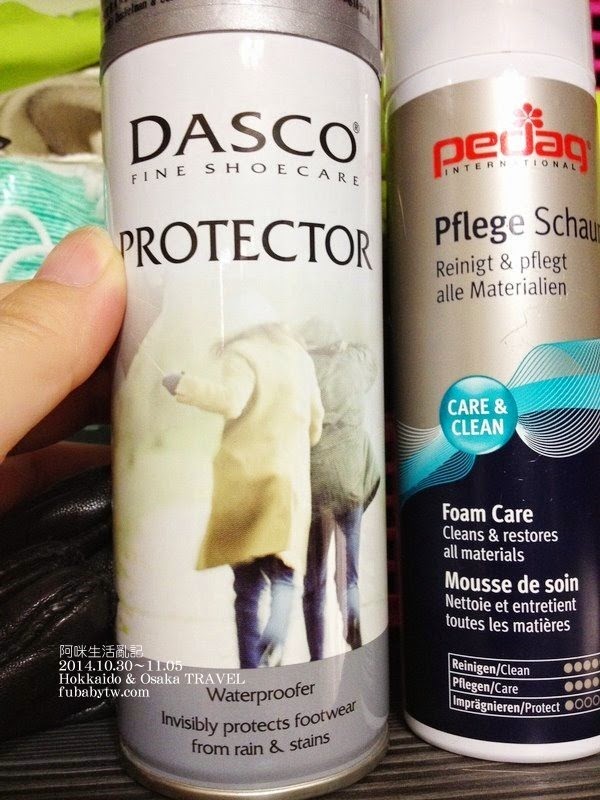 DASCO®
FINE SHOECARE
PROTECTOR
Waterproofer
Invisibly protects footwear
from rain & stains
pedag®
INTERNATIONAL
Pflege Schau
Reinigt & pflegt
alle Materialien
CARE &
CLEAN
Foam Care
Cleans & restores
all materials
Mousse de soin
Nettoie et entretient
toutes les matières
Reinigen/Clean
Pflegen/Care
Imprägnieren/Protect
阿咪生活亂記
2014.10.30~11.05
Hokkaido & Osaka TRAVEL
fubabytw.com